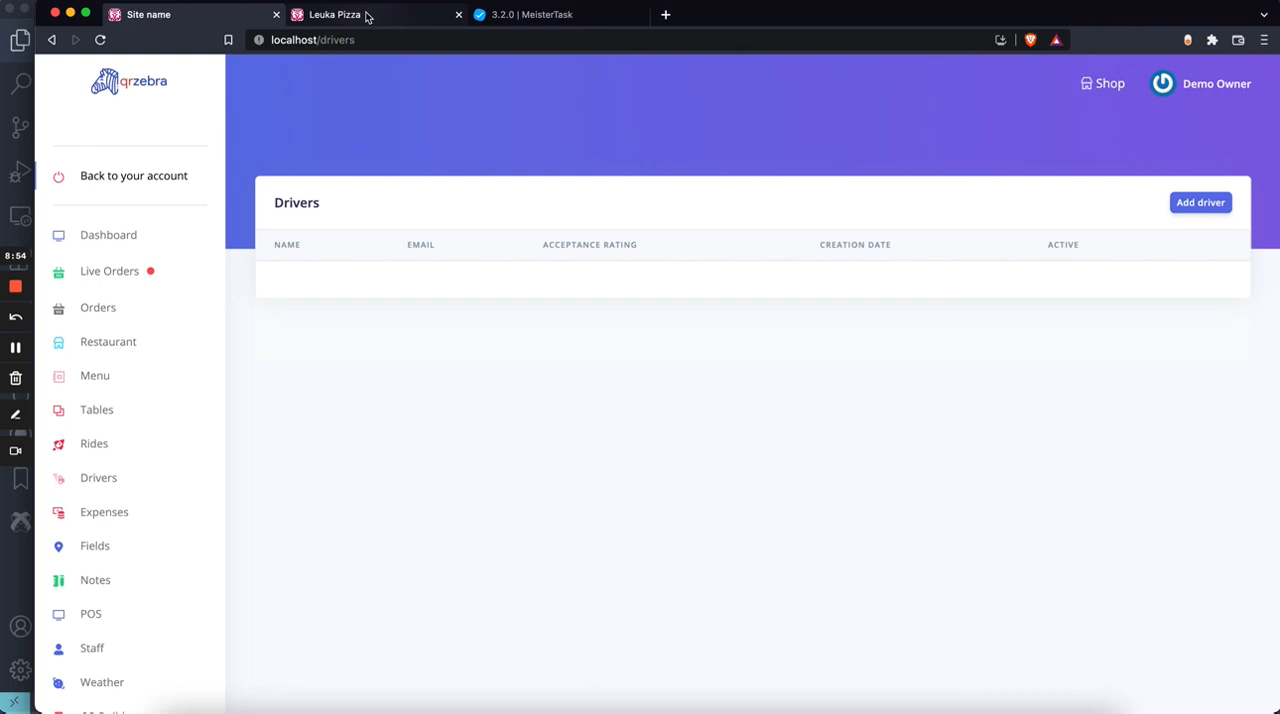 Site name
Leuka Pizza
3.2.0 | MeisterTask
localhost/drivers
qrzebra
Shop
Demo Owner
Back to your account
Drivers
Add driver
NAME
EMAIL
ACCEPTANCE RATING
CREATION DATE
ACTIVE
Dashboard
8:54
Live Orders
Orders
Restaurant
Menu
Tables
Rides
Drivers
Expenses
Fields
Notes
POS
Staff
Weather